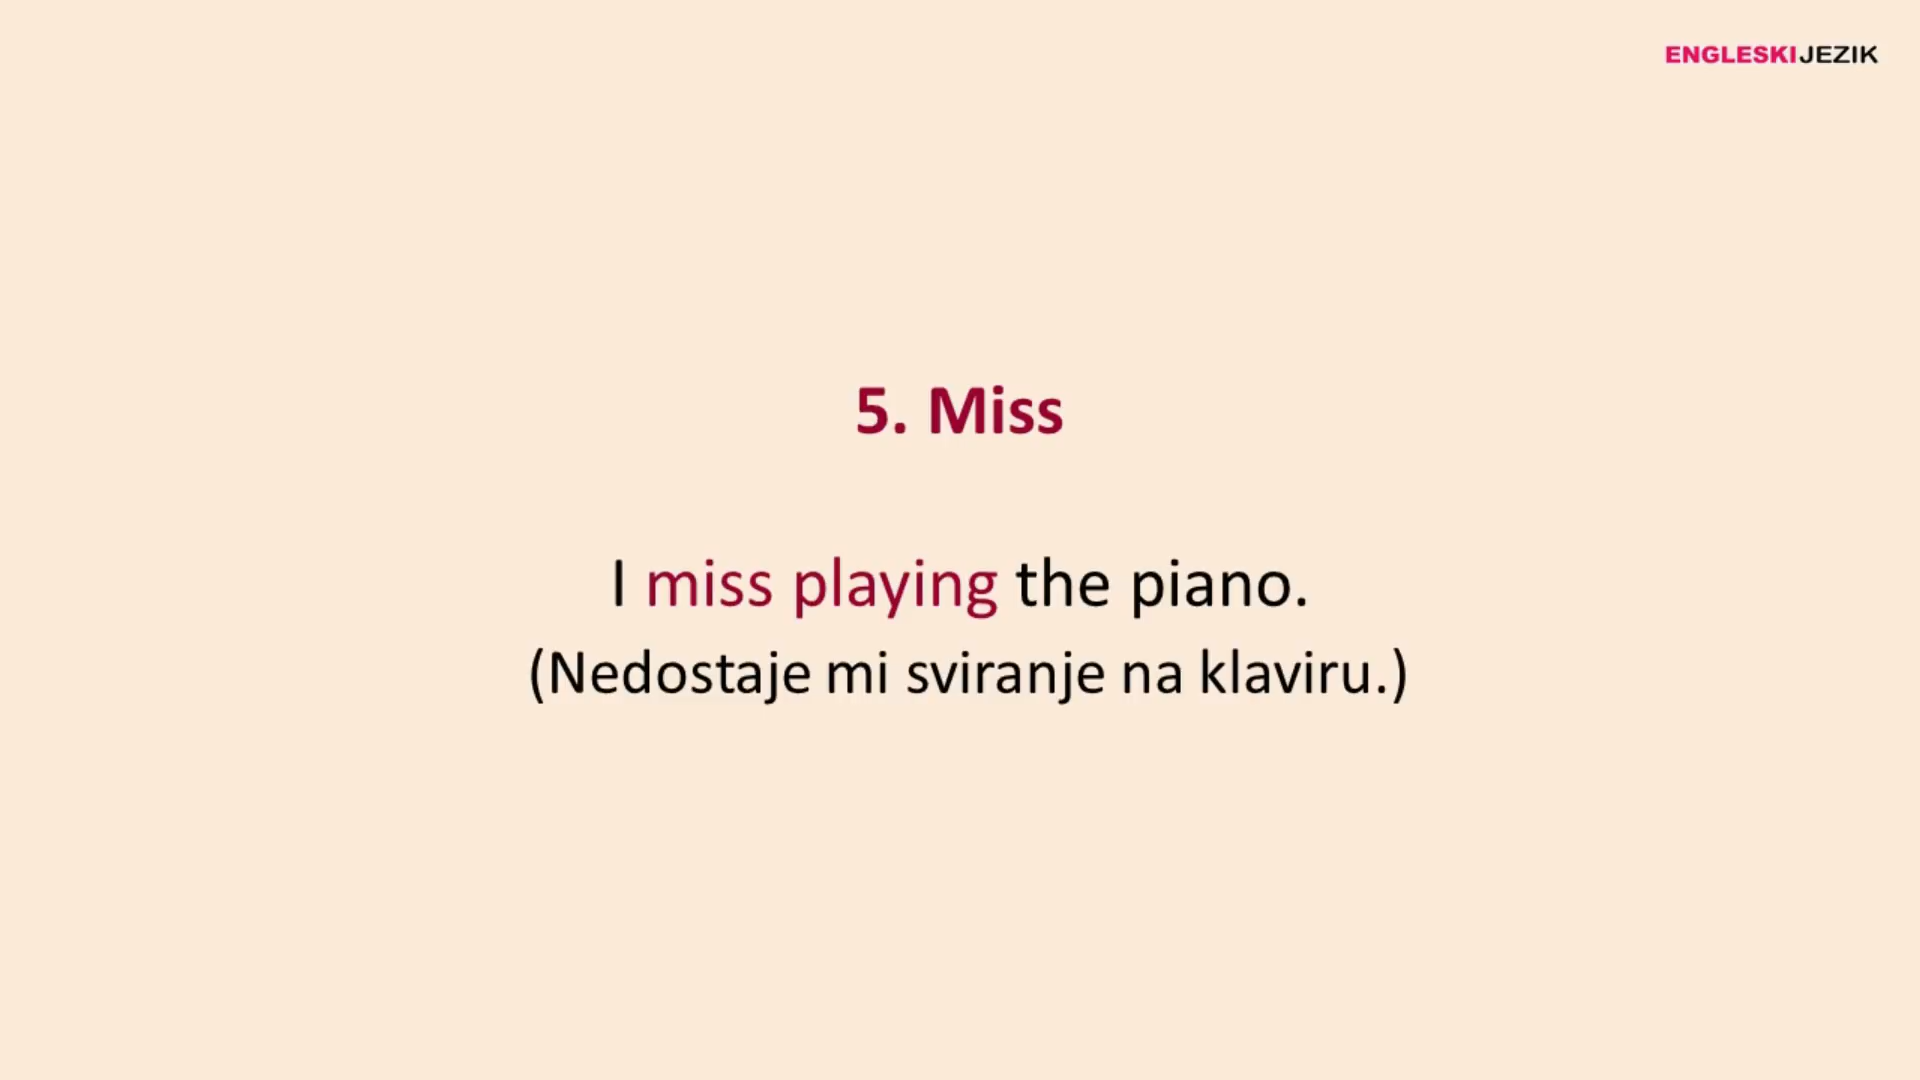 ENGLESKIJEZIK
5. Miss
I miss playing the piano.
(Nedostaje mi sviranje na klaviru.)